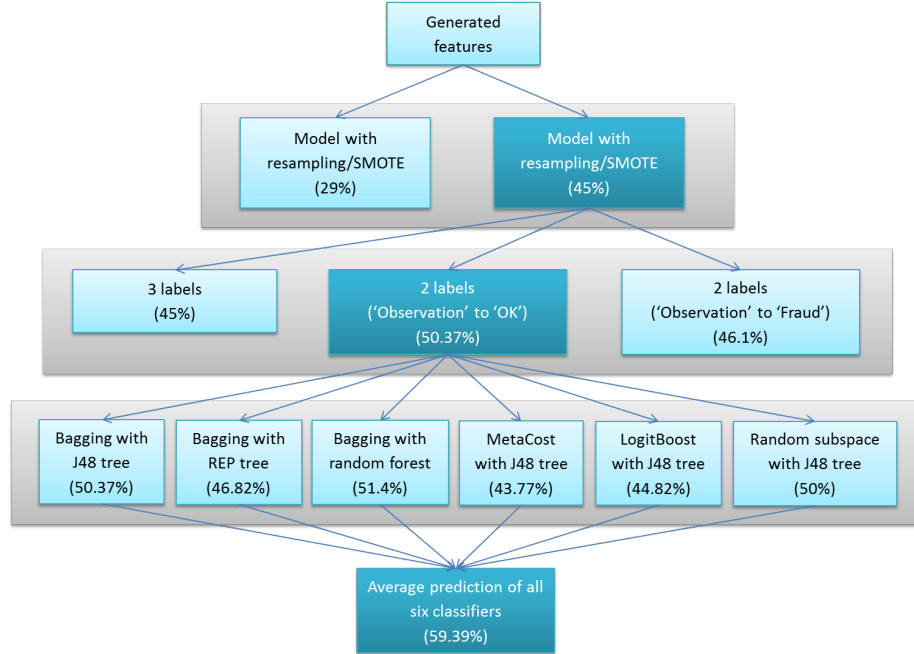 Generated
features
Model with
resampling/SMOTE
(29%)
Model with
resampling/SMOTE
(45%)
3 labels
(45%)
2 labels
(‘Observation’ to ‘OK’)
(50.37%)
2 labels
(‘Observation’ to ‘Fraud’)
(46.1%)
Bagging with
J48 tree
(50.37%)
Bagging with
REP tree
(46.82%)
Bagging with
random forest
(51.4%)
MetaCost
with J48 tree
(43.77%)
LogitBoost
with J48 tree
(44.82%)
Random subspace
with J48 tree
(50%)
Average prediction of all
six classifiers
(59.39%)